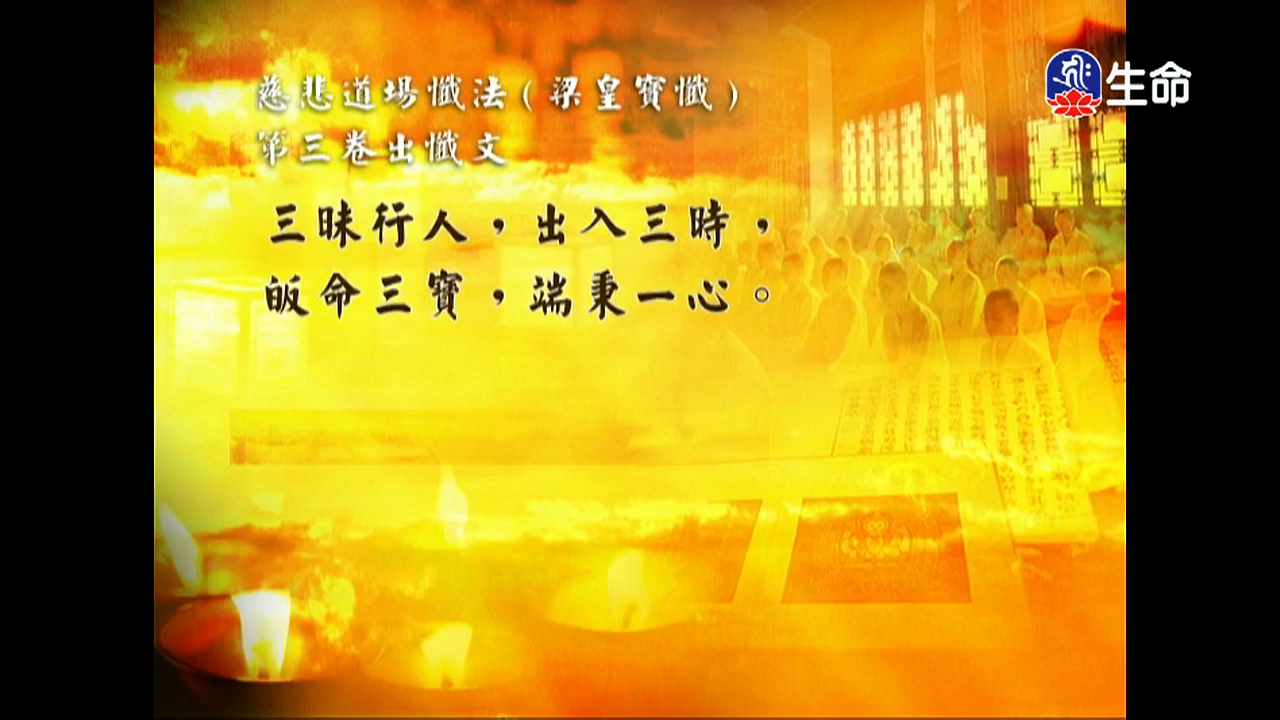 慈悲道場懺法（梁皇寶懺）
第三卷出懺文
生命
三昧行人，出入三時，
皈命三寶，端秉一心。